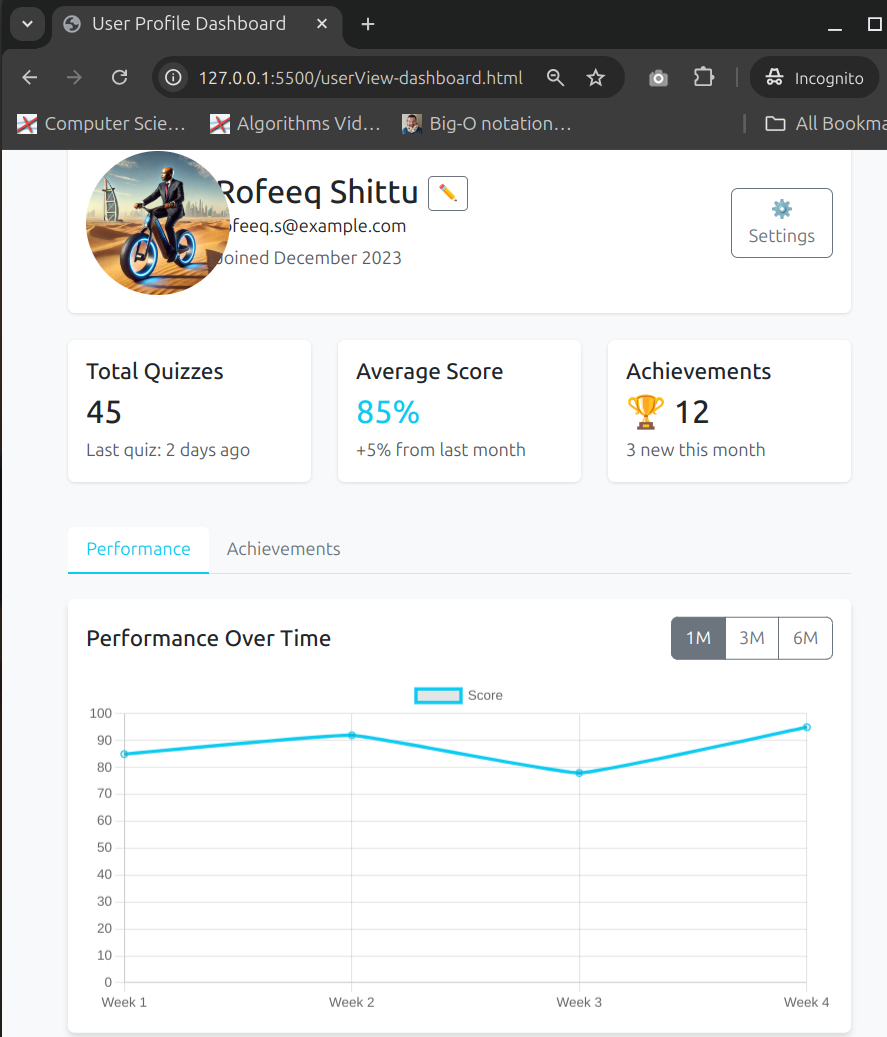 User Profile Dashboard
127.0.0.1:5500/userView-dashboard.html
Incognito
Computer Scie...
Algorithms Vid...
Big-O notation...
All Bookma
Rofeeq Shittu
ofeeq.s@example.com
Joined December 2023
Settings
Total Quizzes
45
Last quiz: 2 days ago
Average Score
85%
+5% from last month
Achievements
12
3 new this month
Performance
Achievements
Performance Over Time
1M
3M
6M
Score
100
90
80
70
60
50
40
30
20
10
0
Week 1
Week 2
Week 3
Week 4